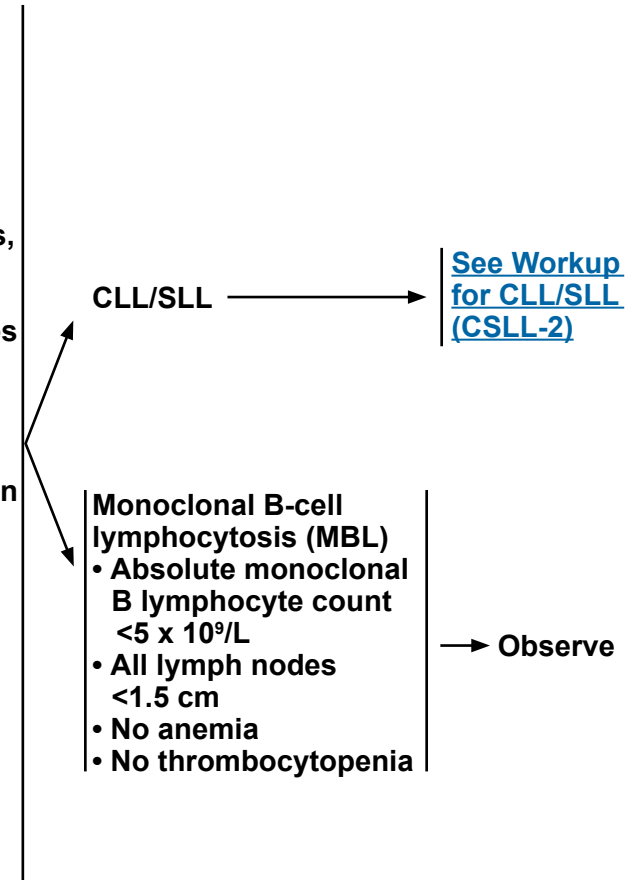 s,
s
n
CLL/SLL
See Workup
for CLL/SLL
(CSLL-2)
Monoclonal B-cell
lymphocytosis (MBL)
• Absolute monoclonal
B lymphocyte count
<5 x 10⁹/L
• All lymph nodes
<1.5 cm
• No anemia
• No thrombocytopenia
Observe